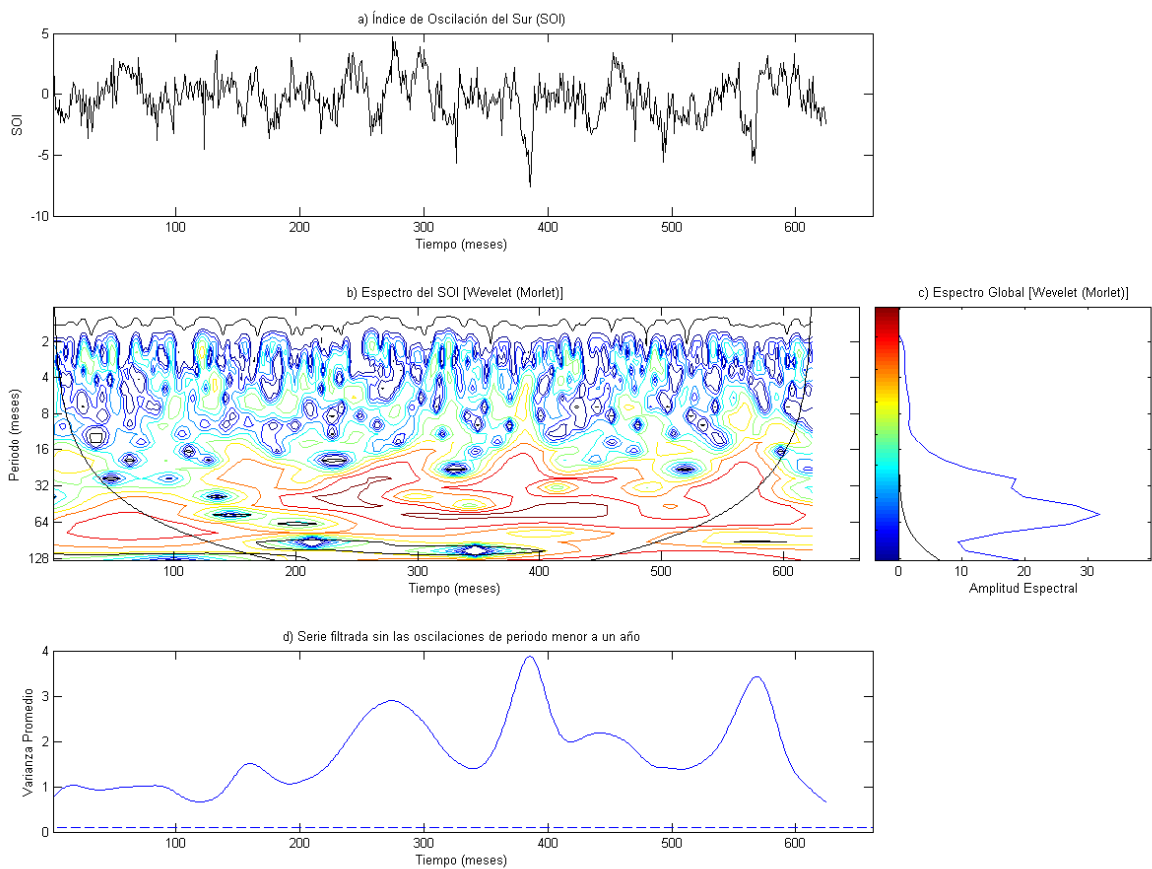 a) Índice de Oscilación del Sur (SOI)
5
0
-5
-10
SOI
100 200 300 400 500 600
Tiempo (meses)
b) Espectro del SOI [Wevelet (Morlet)]
2
4
8
16
32
64
128
Periodo (meses)
100 200 300 400 500 600
Tiempo (meses)
c) Espectro Global [Wevelet (Morlet)]
0 10 20 30
Amplitud Espectral
d) Serie filtrada sin las oscilaciones de periodo menor a un año
4
3
2
1
0
Varianza Promedio
100 200 300 400 500 600
Tiempo (meses)